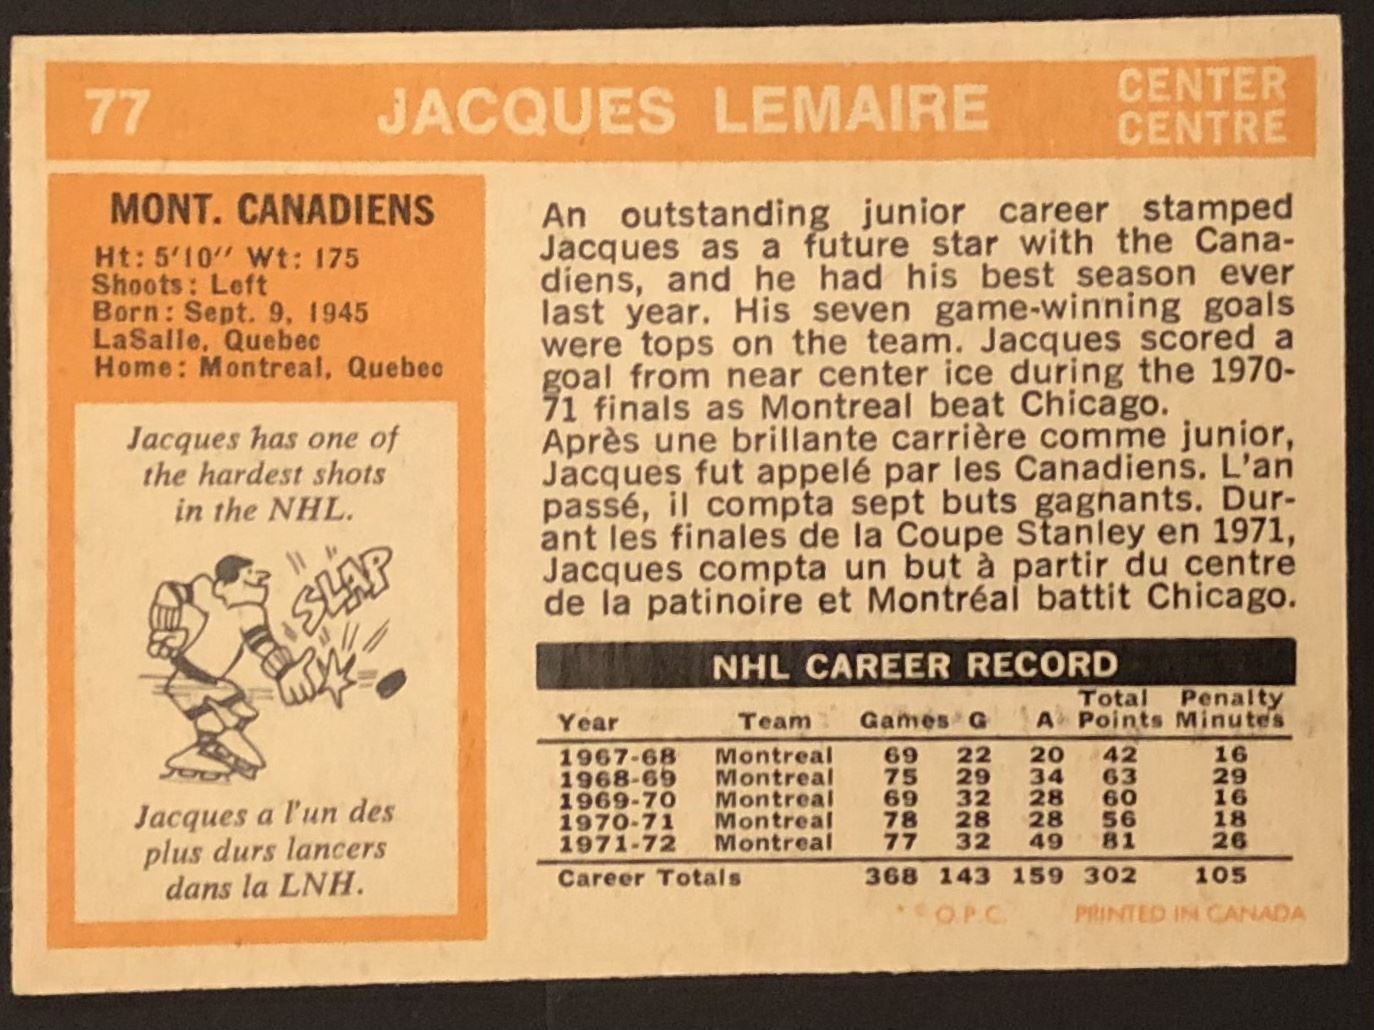 77 JACQUES LEMAIRE CENTER
CENTRE
MONT. CANADIENS
Ht: 5'10'' Wt: 175
Shoots: Left
Born: Sept. 9, 1945
LaSalle, Quebec
Home: Montreal, Quebec
Jacques has one of
the hardest shots
in the NHL.
SLAP
Jacques a l'un des
plus durs lancers
dans la LNH.
An outstanding junior career stamped
Jacques as a future star with the Cana-
diens, and he had his best season ever
last year. His seven game-winning goals
were tops on the team. Jacques scored a
goal from near center ice during the 1970-
71 finals as Montreal beat Chicago.
Après une brillante carrière comme junior,
Jacques fut appelé par les Canadiens. L'an
passé, il compta sept buts gagnants. Dur-
ant les finales de la Coupe Stanley en 1971,
Jacques compta un but à partir du centre
de la patinoire et Montréal battit Chicago.
NHL CAREER RECORD
Year Team Games G A Total Points Penalty Minutes
1967-68 Montreal 69 22 20 42 16
1968-69 Montreal 75 29 34 63 29
1969-70 Montreal 69 32 28 60 16
1970-71 Montreal 78 28 28 56 18
1971-72 Montreal 77 32 49 81 26
Career Totals 368 143 159 302 105
* © O.P.C. PRINTED IN CANADA